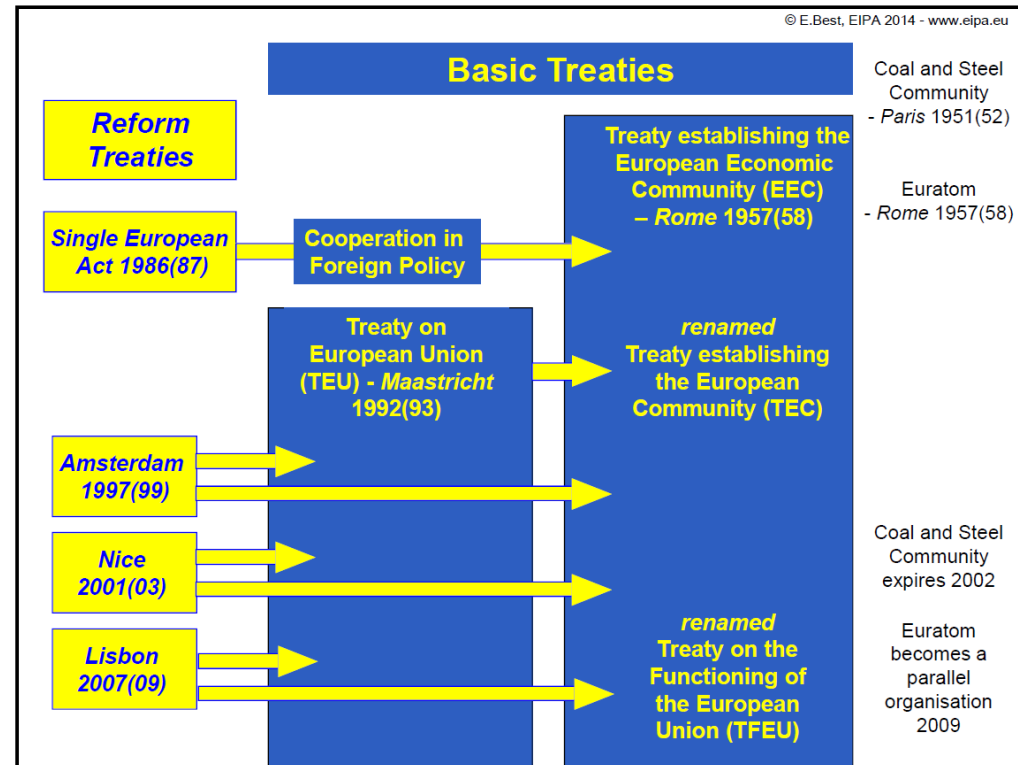 © E.Best, EIPA 2014 - www.eipa.eu
Basic Treaties
Coal and Steel
Community
- Paris 1951(52)
Reform
Treaties
Treaty establishing the
European Economic
Community (EEC)
– Rome 1957(58)
Euratom
- Rome 1957(58)
Single European
Act 1986(87)
Cooperation in
Foreign Policy
Treaty on
European Union
(TEU) - Maastricht
1992(93)
renamed
Treaty establishing
the European
Community (TEC)
Amsterdam
1997(99)
Nice
2001(03)
Coal and Steel
Community
expires 2002
Lisbon
2007(09)
renamed
Treaty on the
Functioning of
the European
Union (TFEU)
Euratom
becomes a
parallel
organisation
2009